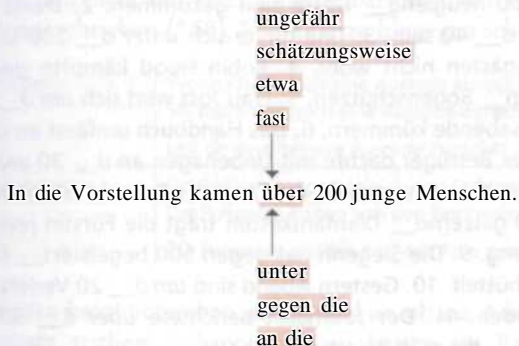 ungefähr
schätzungsweise
etwa
fast
In die Vorstellung kamen über 200 junge Menschen.
unter
gegen die
an die